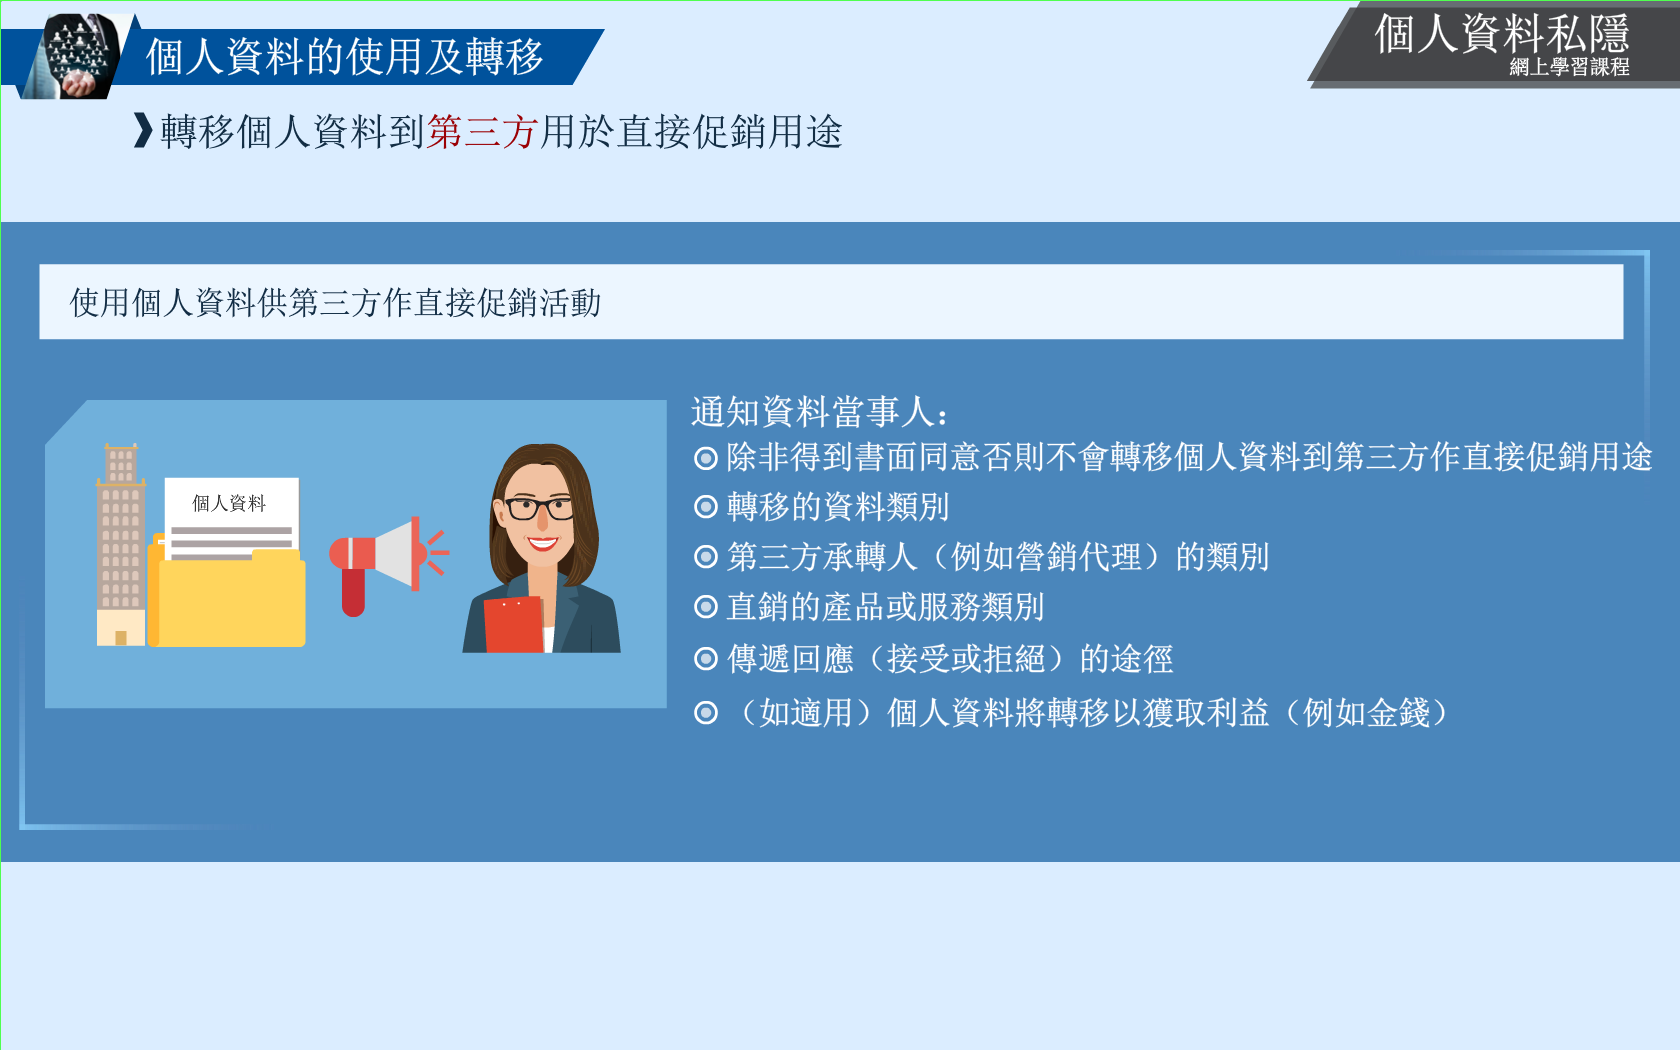 個人資料的使用及轉移
個人資料私隱
網上學習課程
轉移個人資料到第三方用於直接促銷用途
使用個人資料供第三方作直接促銷活動
個人資料
通知資料當事人：
除非得到書面同意否則不會轉移個人資料到第三方作直接促銷用途
轉移的資料類別
第三方承轉人（例如營銷代理）的類別
直銷的產品或服務類別
傳遞回應（接受或拒絕）的途徑
（如適用）個人資料將轉移以獲取利益（例如金錢）